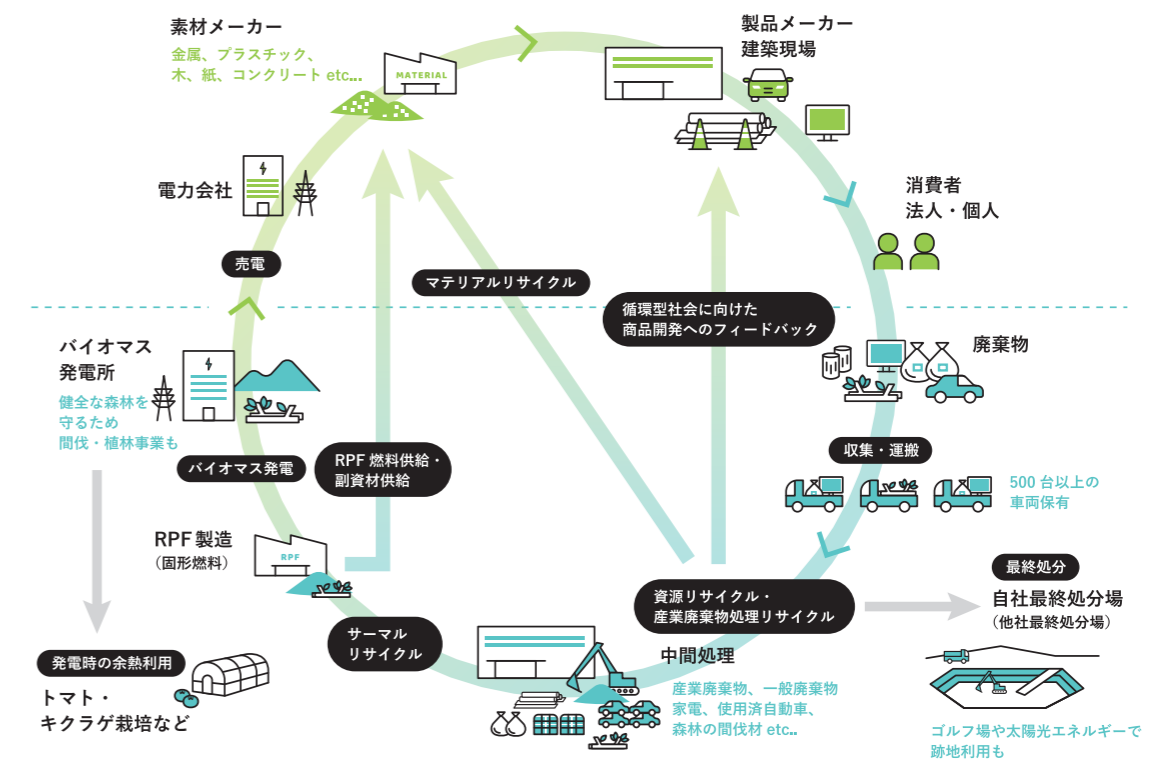 素材メーカー
金属、プラスチック、
木、紙、コンクリート etc...
MATERIAL
製品メーカー
建築現場
電力会社
消費者
法人・個人
売電
マテリアルリサイクル
循環型社会に向けた
商品開発へのフィードバック
バイオマス
発電所
健全な森林を
守るため
間伐・植林事業も
廃棄物
収集・運搬
500 台以上の
車両保有
バイオマス発電
RPF 燃料供給・
副資材供給
RPF 製造
（固形燃料）
RPF
サーマル
リサイクル
資源リサイクル・
産業廃棄物処理リサイクル
中間処理
産業廃棄物、一般廃棄物
家電、使用済自動車、
森林の間伐材 etc..
最終処分
自社最終処分場
（他社最終処分場）
ゴルフ場や太陽光エネルギーで
跡地利用も
発電時の余熱利用
トマト・
キクラゲ栽培など